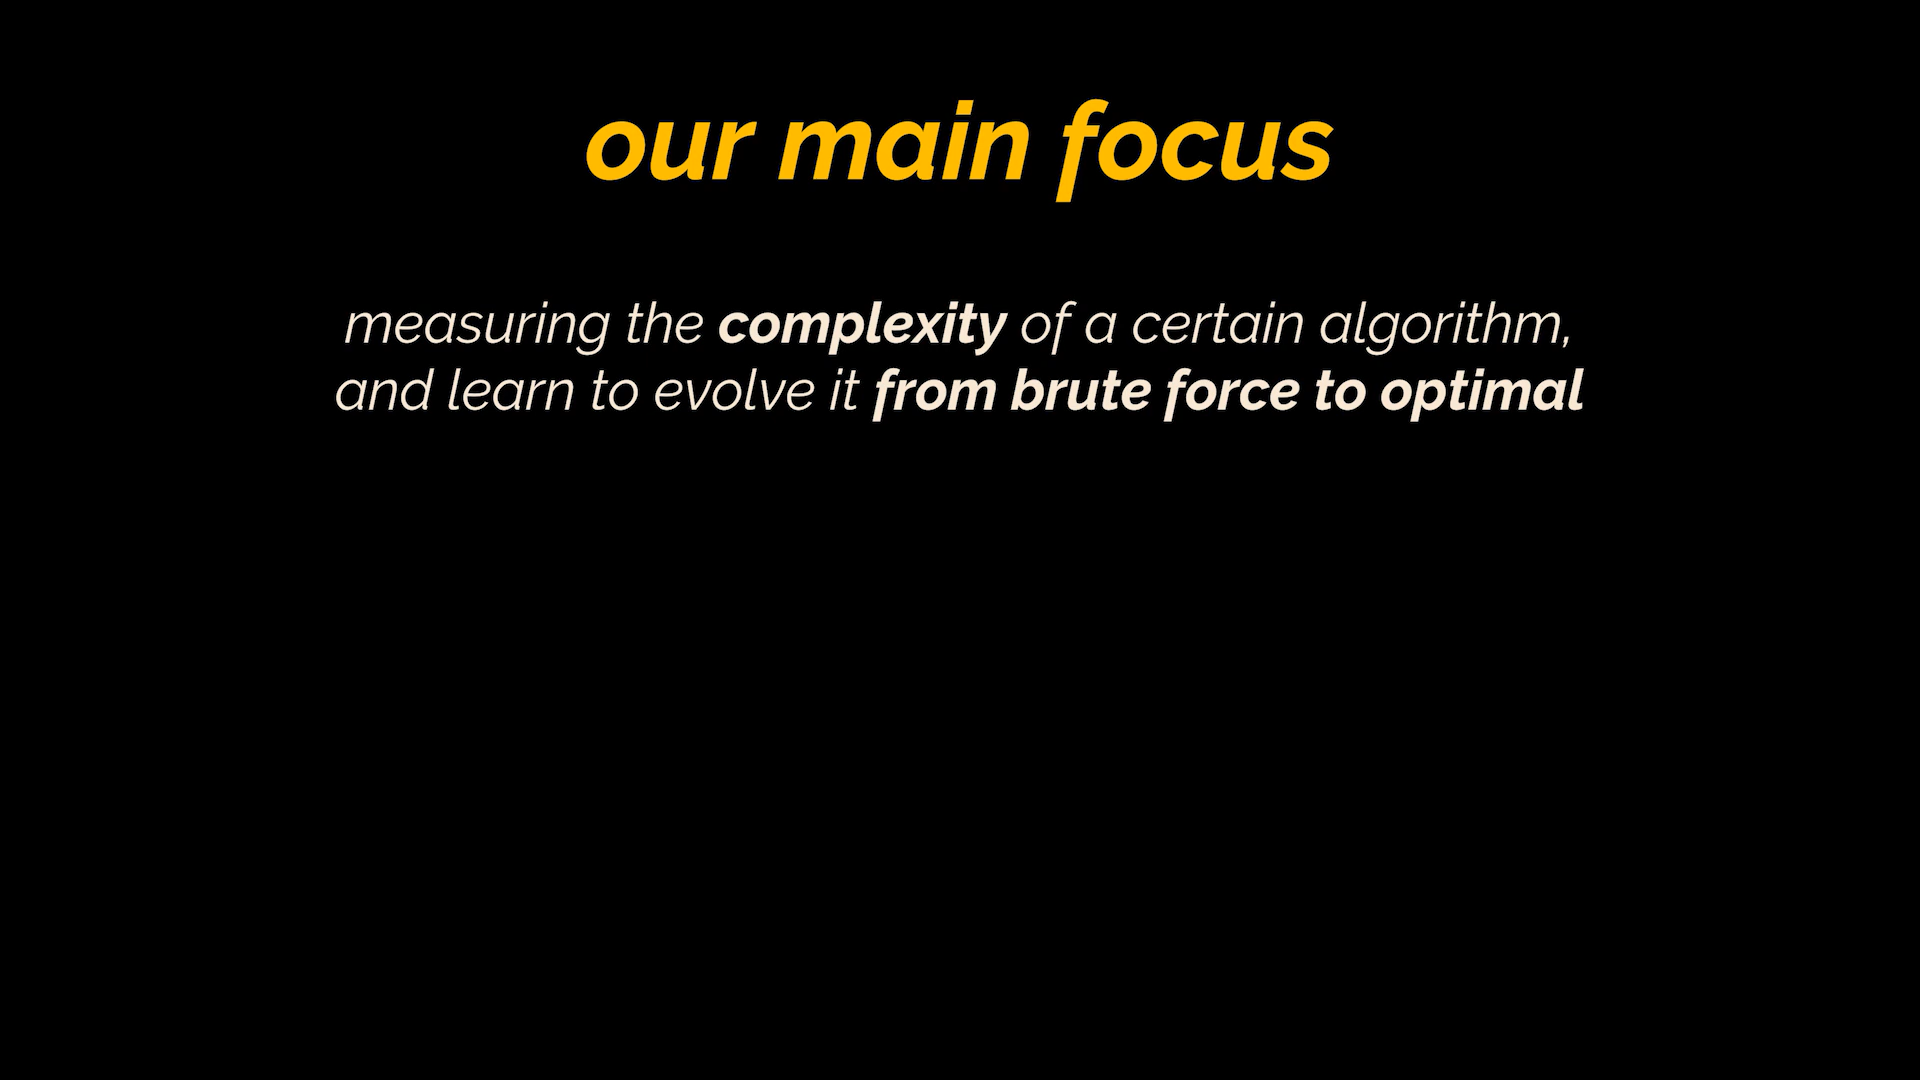 our main focus
measuring the complexity of a certain algorithm,
and learn to evolve it from brute force to optimal